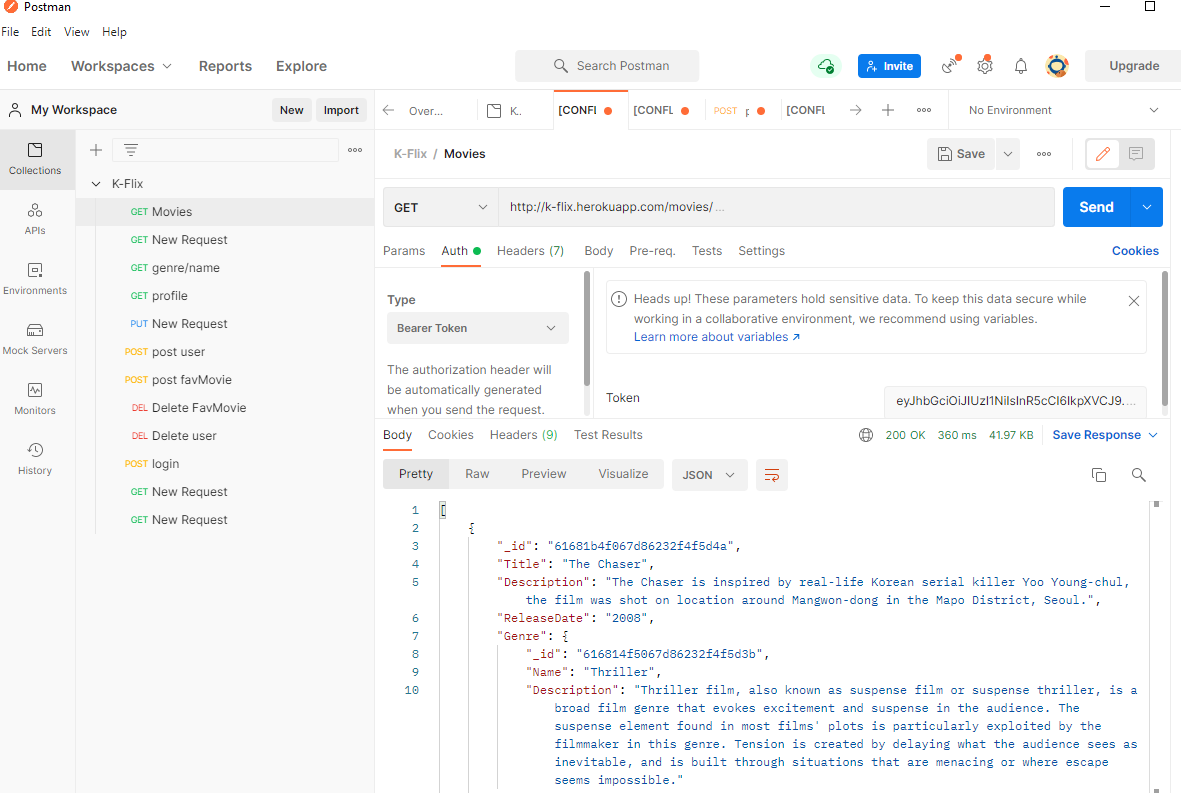 Postman
File Edit View Help
Home Workspaces Reports Explore Search Postman Invite Upgrade
My Workspace New Import Over... K.. [CONFL [CONFL POST p [CONFL ••• No Environment
Collections
APIs
Environments
Mock Servers
Monitors
History
K-Flix
GET Movies
GET New Request
GET genre/name
GET profile
PUT New Request
POST post user
POST post favMovie
DEL Delete FavMovie
DEL Delete user
POST login
GET New Request
GET New Request
K-Flix / Movies Save
GET http://k-flix.herokuapp.com/movies/ ... Send
Params Auth Headers (7) Body Pre-req. Tests Settings Cookies
Type
Bearer Token
The authorization header will
be automatically generated
when you send the request.
Heads up! These parameters hold sensitive data. To keep this data secure while
working in a collaborative environment, we recommend using variables.
Learn more about variables ↗
Token eyJhbGciOiJIUzI1NiIsInR5cCI6IkpXVCJ9. ...
Body Cookies Headers (9) Test Results 200 OK 360 ms 41.97 KB Save Response
Pretty Raw Preview Visualize JSON
1 [
2 {
3 "_id": "61681b4f067d86232f4f5d4a",
4 "Title": "The Chaser",
5 "Description": "The Chaser is inspired by real-life Korean serial killer Yoo Young-chul,
the film was shot on location around Mangwon-dong in the Mapo District, Seoul.",
6 "ReleaseDate": "2008",
7 "Genre": {
8 "_id": "616814f5067d86232f4f5d3b",
9 "Name": "Thriller",
10 "Description": "Thriller film, also known as suspense film or suspense thriller, is a
broad film genre that evokes excitement and suspense in the audience. The
suspense element found in most films' plots is particularly exploited by the
filmmaker in this genre. Tension is created by delaying what the audience sees as
inevitable, and is built through situations that are menacing or where escape
seems impossible."